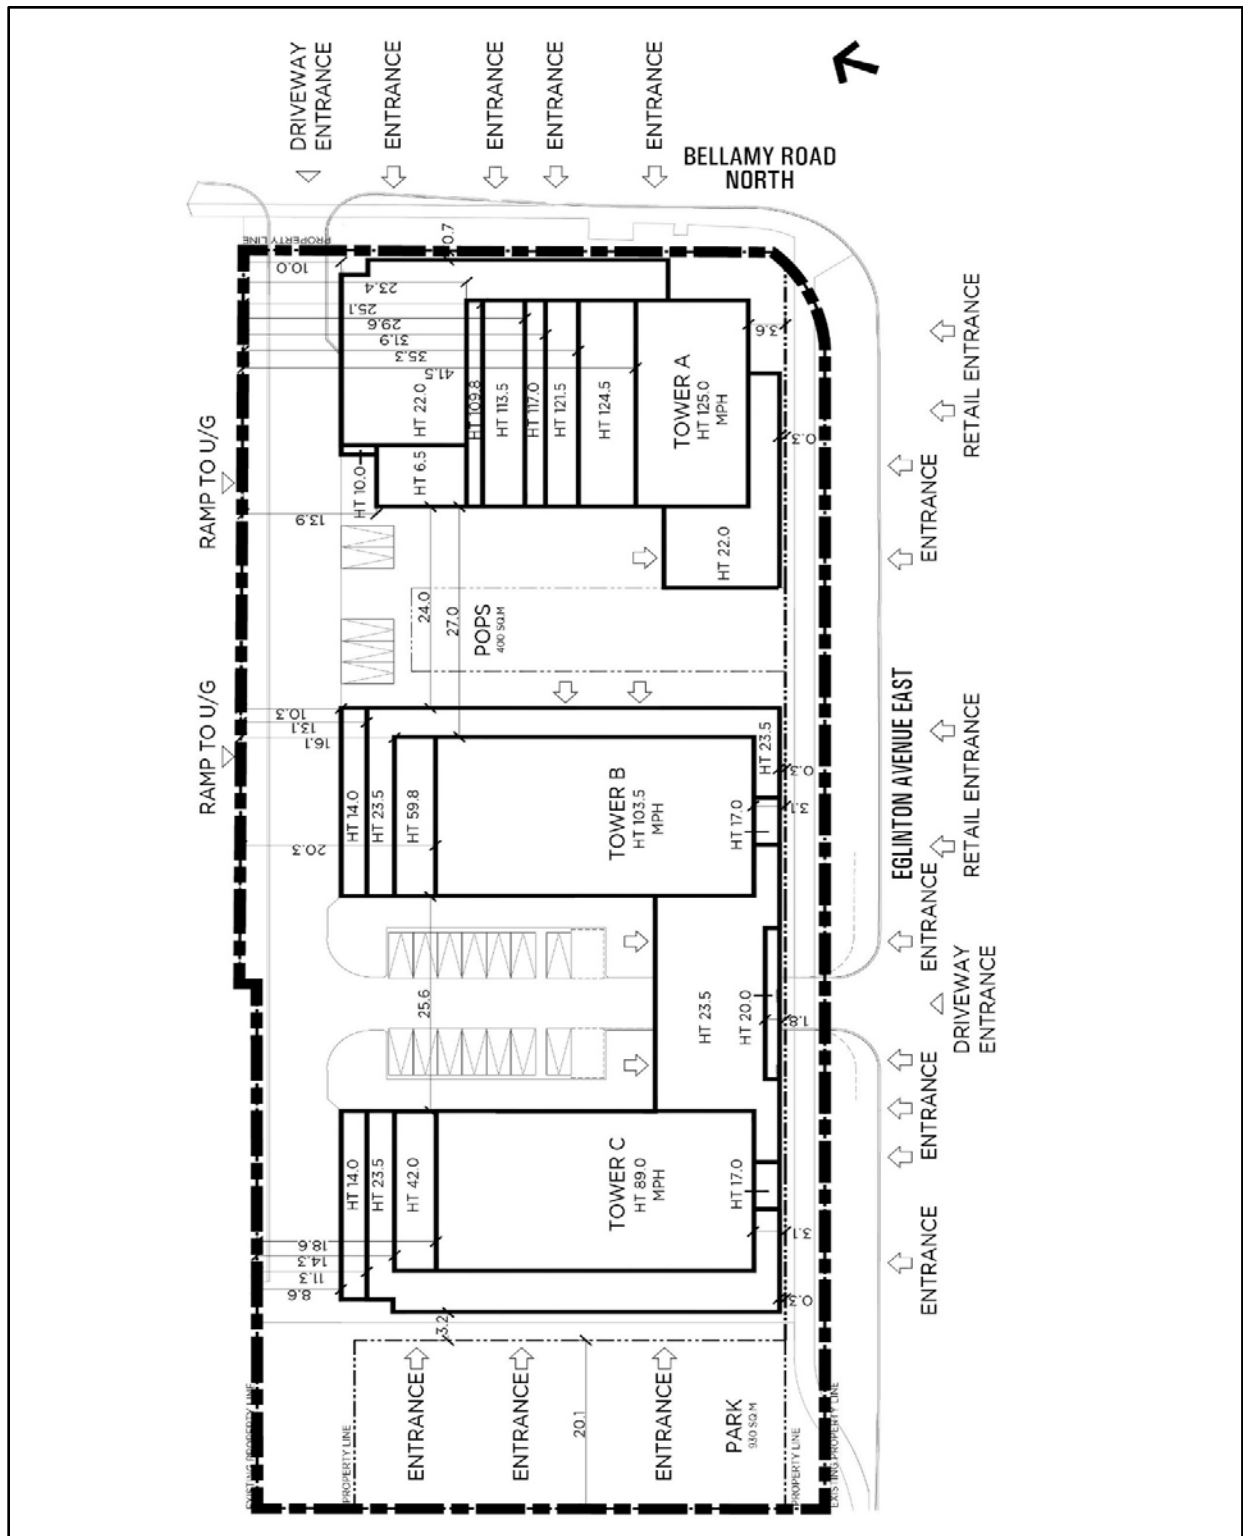 DRIVEWAY
ENTRANCE
ENTRANCE
ENTRANCE
ENTRANCE
ENTRANCE
BELLAMY ROAD
NORTH
PROPERTY LINE
10.0
0.7
23.4
25.1
29.6
31.9
35.3
41.5
3.6
RETAIL ENTRANCE
HT 22.0
HT 109.8
HT 113.5
HT 117.0
HT 121.5
HT 124.5
TOWER A
HT 125.0
MPH
0.3
RAMP TO U/G
HT 10.0
HT 6.5
13.9
HT 22.0
ENTRANCE
24.0
27.0
POPS
400 SQ.M
RAMP TO U/G
10.3
13.1
16.1
20.3
HT 14.0
HT 23.5
HT 59.8
TOWER B
HT 103.5
MPH
HT 23.5
0.3
3.1
HT 17.0
EGLINTON AVENUE EAST
RETAIL ENTRANCE
ENTRANCE
25.6
HT 23.5
HT 20.0
1.8
DRIVEWAY
ENTRANCE
ENTRANCE
HT 14.0
HT 23.5
HT 42.0
TOWER C
HT 89.0
MPH
HT 17.0
3.1
18.6
14.3
11.3
8.6
0.3
ENTRANCE
3.2
ENTRANCE
ENTRANCE
ENTRANCE
20.1
PARK
930 SQ.M
EXISTING PROPERTY LINE
PROPERTY LINE
PROPERTY LINE
EXISTING PROPERTY LINE